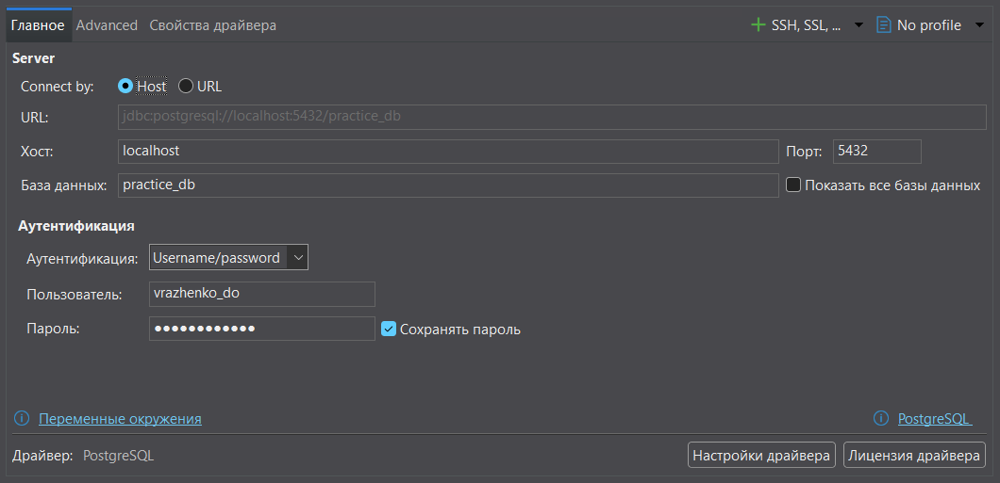 Главное Advanced Свойства драйвера SSH, SSL, ... No profile
Server
Connect by: Host URL
URL: jdbc:postgresql://localhost:5432/practice_db
Хост: localhost Порт: 5432
База данных: practice_db Показать все базы данных
Аутентификация
Аутентификация: Username/password
Пользователь: vrazhenko_do
Пароль: ●●●●●●●●●●●● Сохранять пароль
Переменные окружения PostgreSQL
Драйвер: PostgreSQL Настройки драйвера Лицензия драйвера